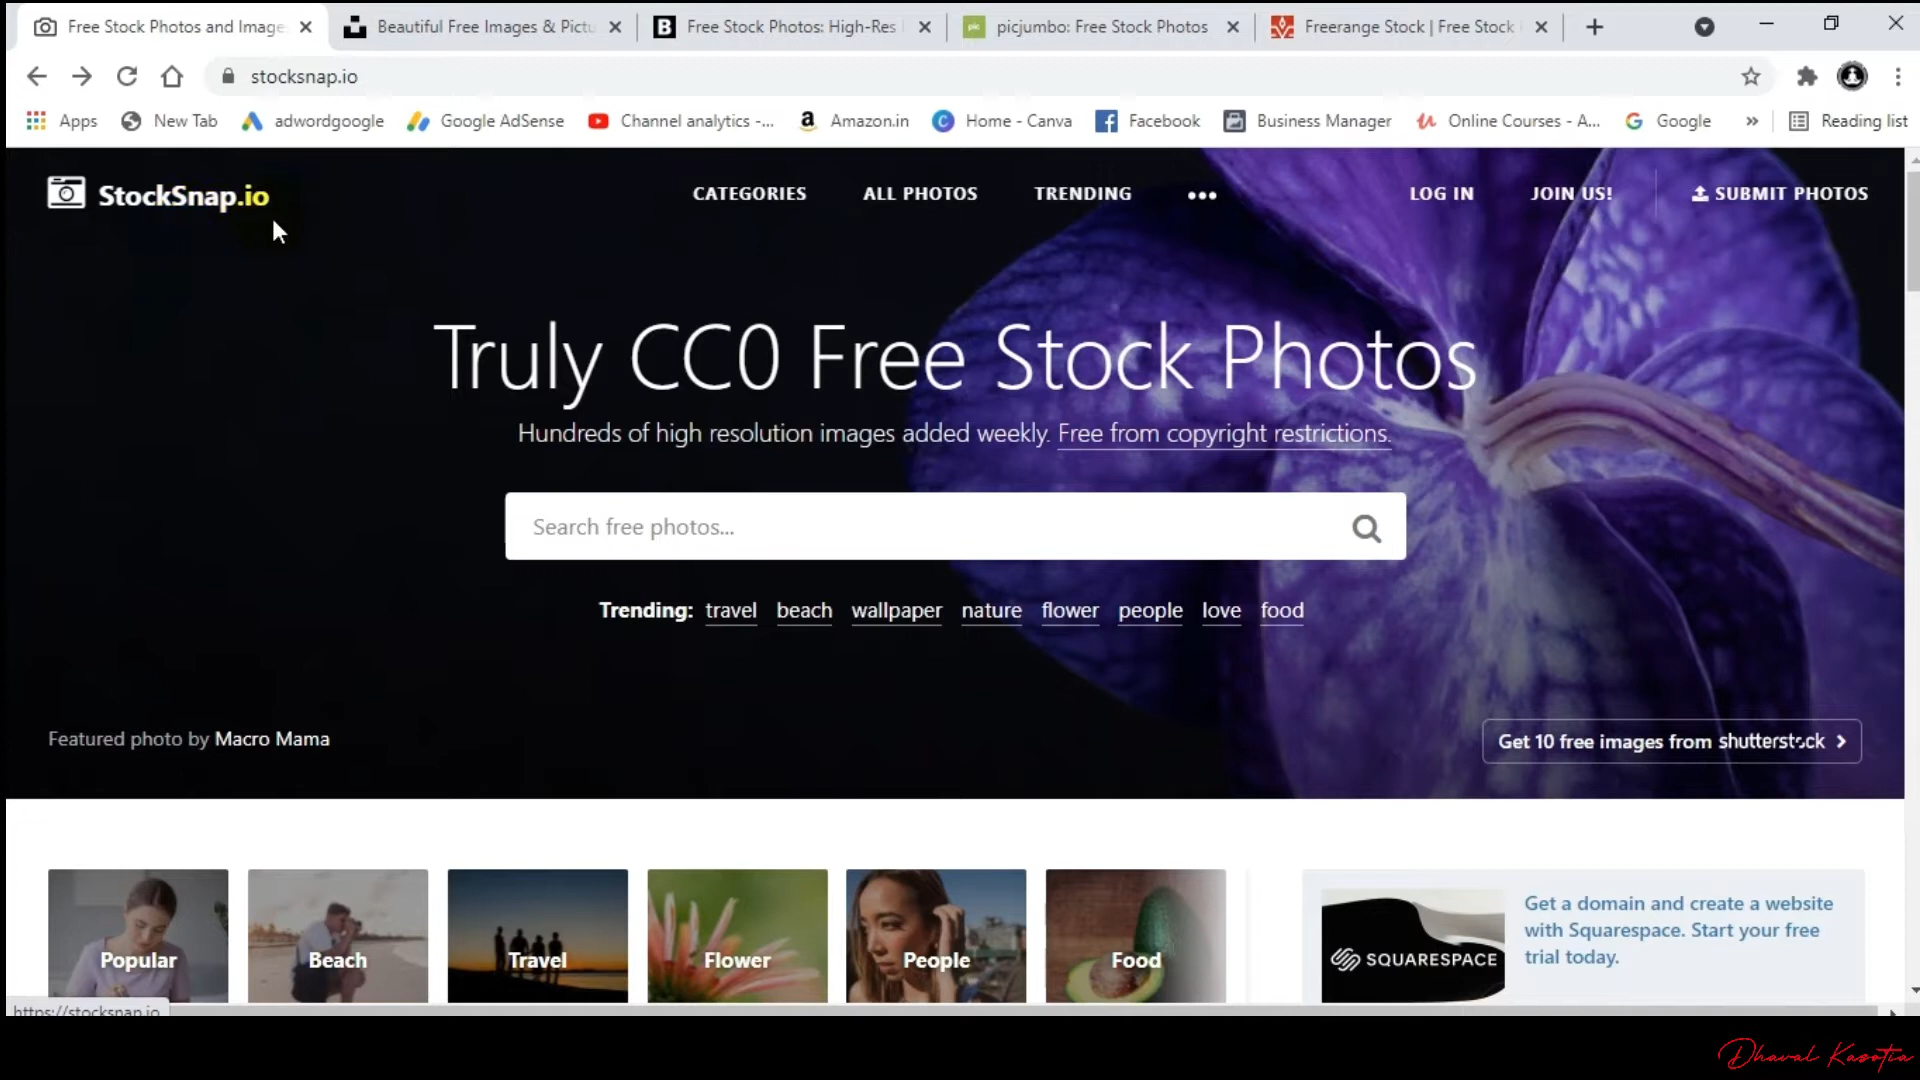 Free Stock Photos and Image
Beautiful Free Images & Pictu
B
Free Stock Photos: High-Res
pic
picjumbo: Free Stock Photos
Freerange Stock | Free Stock
stocksnap.io
Apps
New Tab
adwordgoogle
Google AdSense
Channel analytics -...
Amazon.in
Home - Canva
Facebook
Business Manager
Online Courses - A...
Google
Reading list
StockSnap.io
CATEGORIES
ALL PHOTOS
TRENDING
LOG IN
JOIN US!
SUBMIT PHOTOS
Truly CC0 Free Stock Photos
Hundreds of high resolution images added weekly. Free from copyright restrictions.
Search free photos...
Trending: travel beach wallpaper nature flower people love food
Featured photo by Macro Mama
Get 10 free images from shutterstock
Popular
Beach
Travel
Flower
People
Food
SQUARESPACE
Get a domain and create a website
with Squarespace. Start your free
trial today.
https://stocksnap.io
Dhaval Kasotia